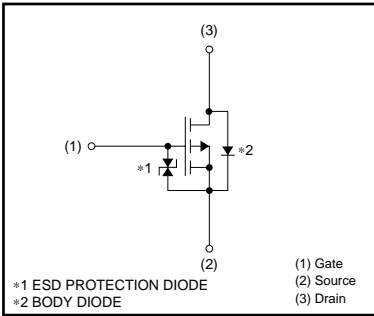 (3)
(1)
∗1
∗2
(2)
∗1 ESD PROTECTION DIODE
∗2 BODY DIODE
(1) Gate
(2) Source
(3) Drain